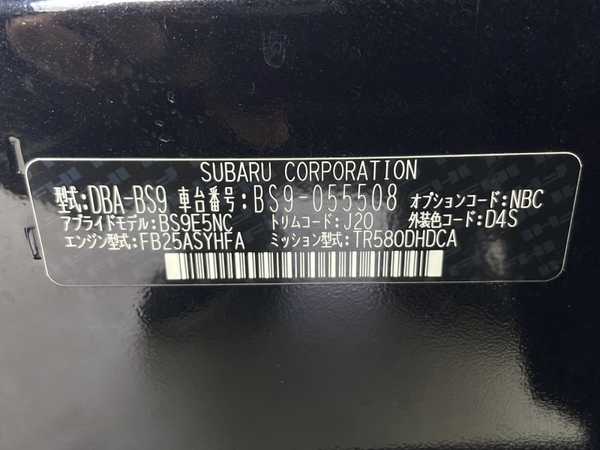 SUBARU CORPORATION
型式:DBA-BS9 車台番号:BS9-055508 オプションコード:NBC
アプライドモデル:BS9E5NC トリムコード:J20 外装色コード:D4S
エンジン型式:FB25ASYHFA ミッション型式:TR580DHDCA